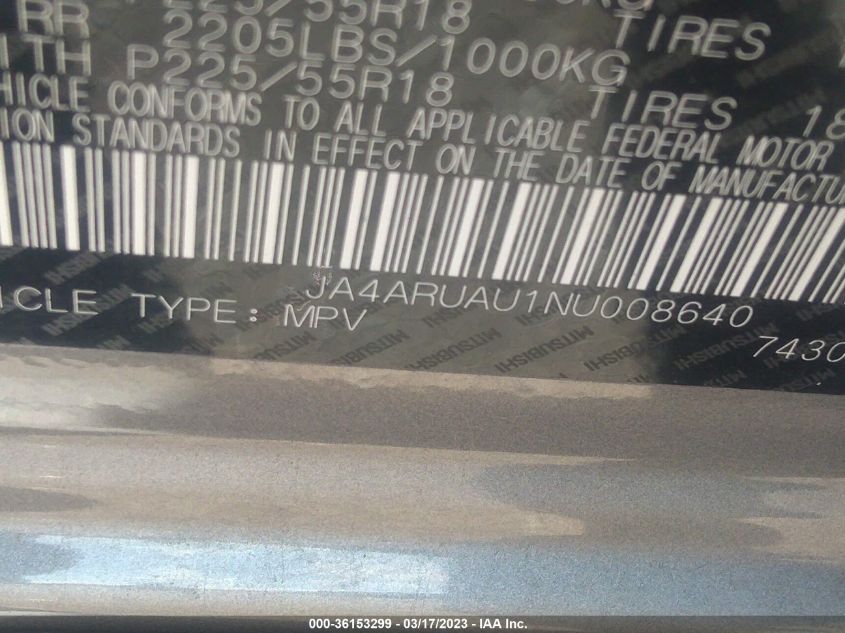 RR P225/55R18 TIRES
2205LBS/1000KG
ITH P225/55R18 TIRES 18
HICLE CONFORMS TO ALL APPLICABLE FEDERAL MOTOR
ION STANDARDS IN EFFECT ON THE DATE OF MANUFACTU
JA4ARUAU1NU008640
ICLE TYPE: MPV
7430
MITSUBISHI
000-36153299 - 03/17/2023 - IAA Inc.